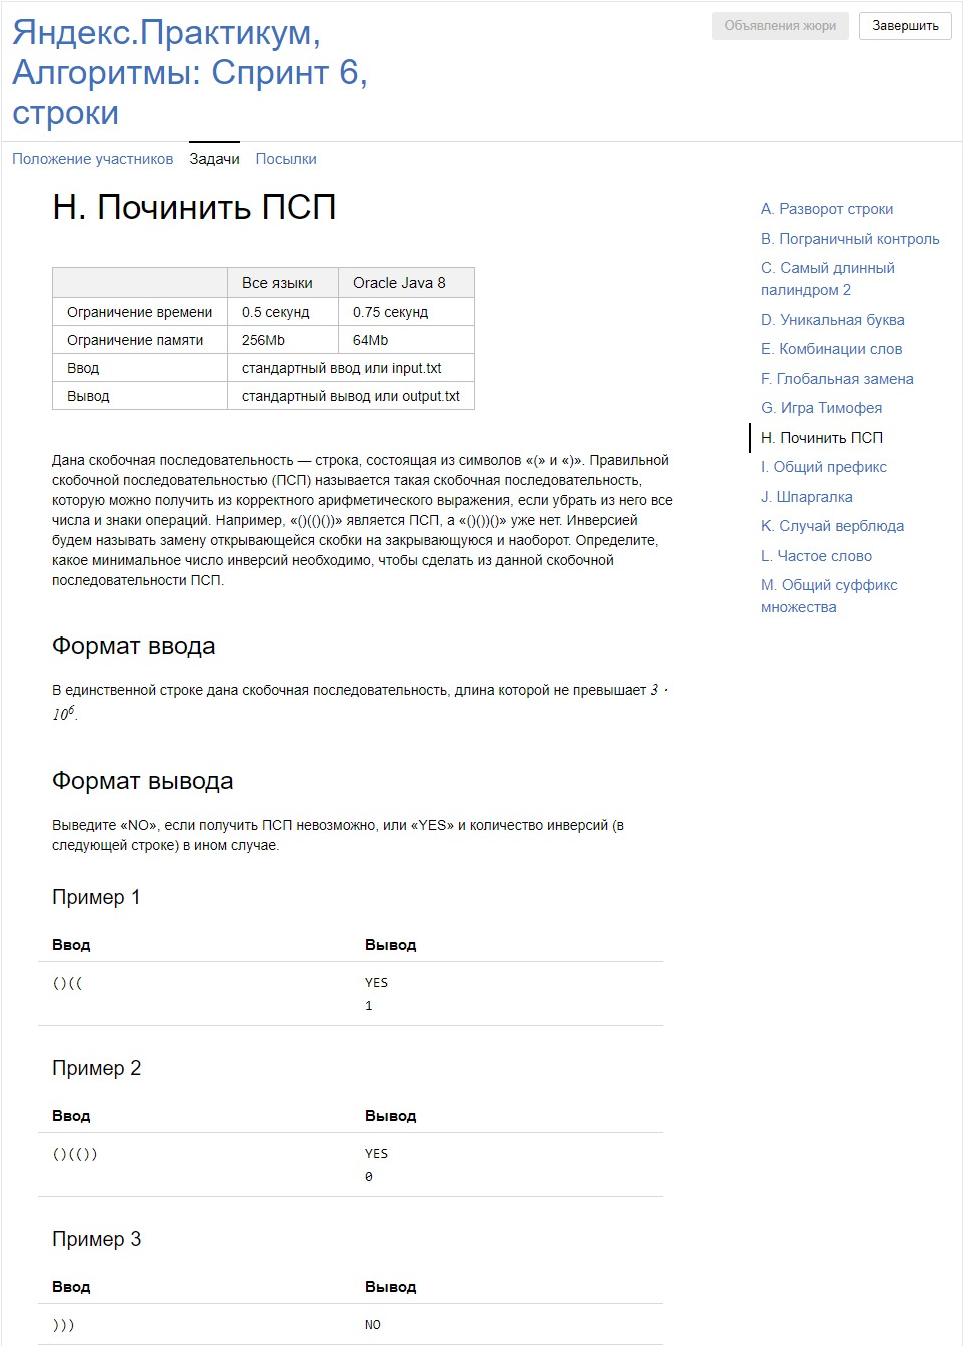 Яндекс.Практикум,
Алгоритмы: Спринт 6,
строки
Объявления жюри
Завершить
Положение участников Задачи Посылки
H. Починить ПСП
Все языки Oracle Java 8
Ограничение времени 0.5 секунд 0.75 секунд
Ограничение памяти 256Mb 64Mb
Ввод стандартный ввод или input.txt
Вывод стандартный вывод или output.txt
Дана скобочная последовательность — строка, состоящая из символов «(» и «)». Правильной
скобочной последовательностью (ПСП) называется такая скобочная последовательность,
которую можно получить из корректного арифметического выражения, если убрать из него все
числа и знаки операций. Например, «()(()())» является ПСП, а «()())()» уже нет. Инверсией
будем называть замену открывающейся скобки на закрывающуюся и наоборот. Определите,
какое минимальное число инверсий необходимо, чтобы сделать из данной скобочной
последовательности ПСП.
Формат ввода
В единственной строке дана скобочная последовательность, длина которой не превышает 3 ·
10⁶.
Формат вывода
Выведите «NO», если получить ПСП невозможно, или «YES» и количество инверсий (в
следующей строке) в ином случае.
Пример 1
Ввод Вывод
()(( YES
1
Пример 2
Ввод Вывод
()(()) YES
0
Пример 3
Ввод Вывод
))) NO
A. Разворот строки
B. Пограничный контроль
C. Самый длинный
палиндром 2
D. Уникальная буква
E. Комбинации слов
F. Глобальная замена
G. Игра Тимофея
H. Починить ПСП
I. Общий префикс
J. Шпаргалка
K. Случай верблюда
L. Частое слово
M. Общий суффикс
множества